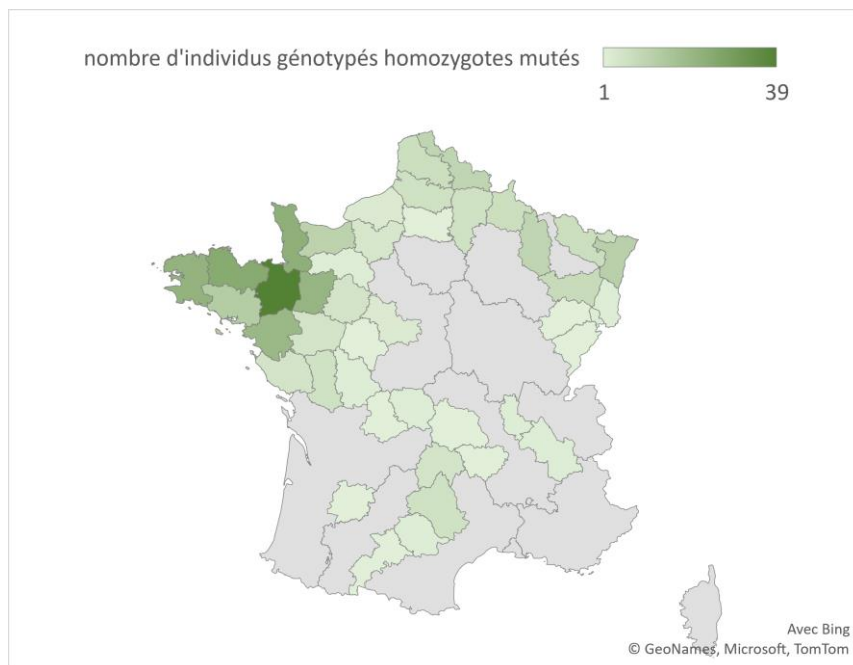 nombre d'individus génotypés homozygotes mutés
1 39
Avec Bing
© GeoNames, Microsoft, TomTom